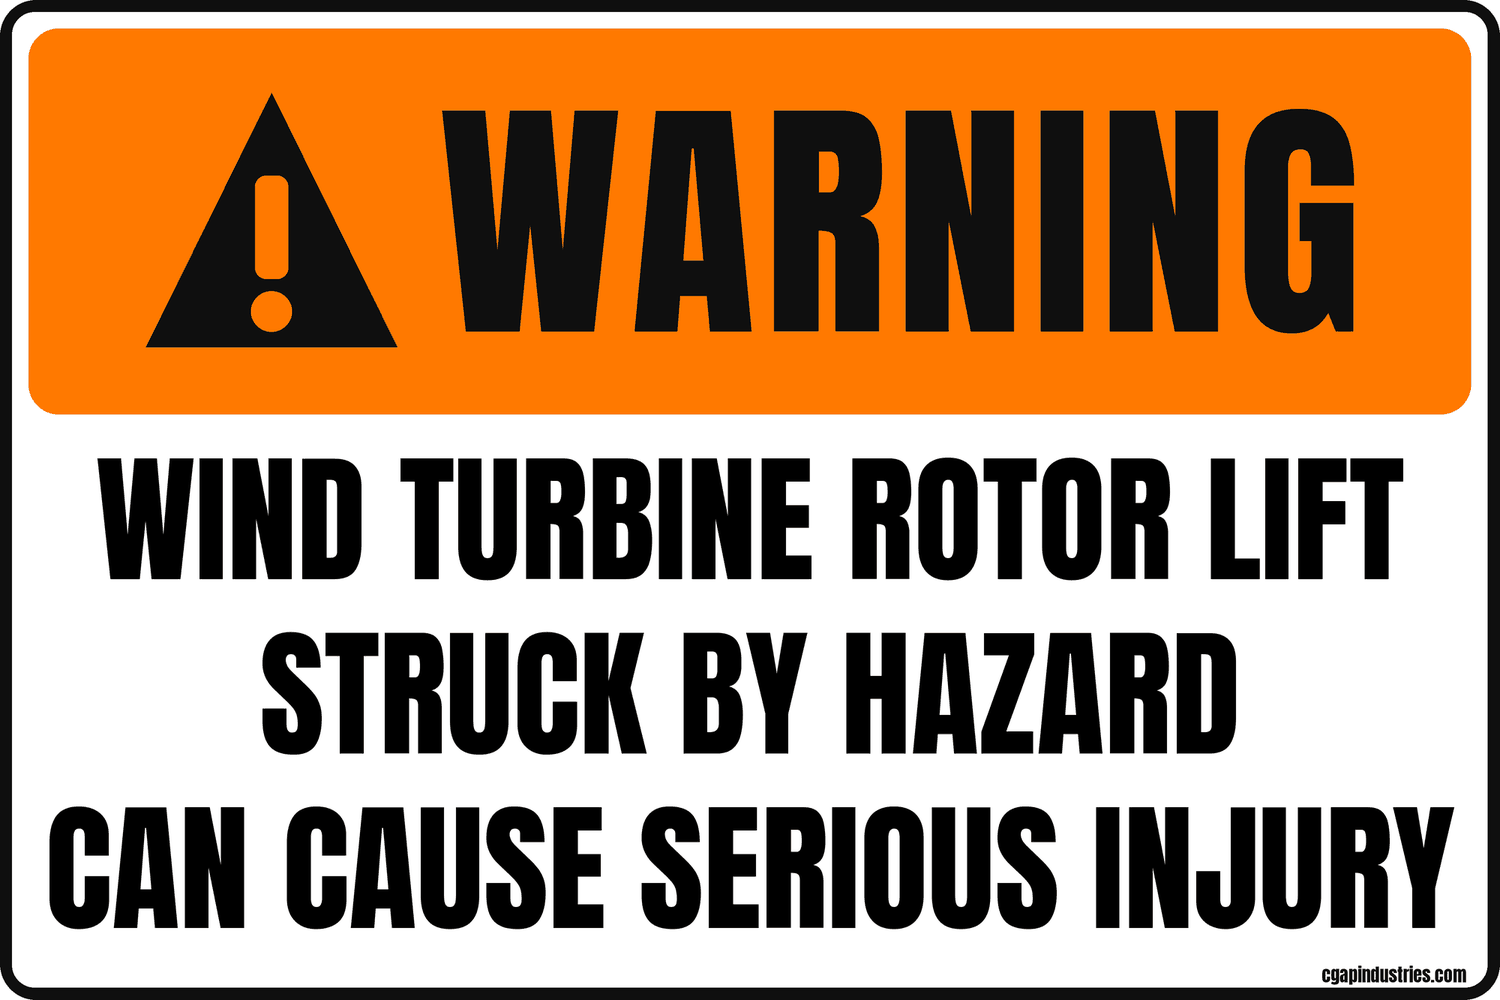 WARNING
WIND TURBINE ROTOR LIFT
STRUCK BY HAZARD
CAN CAUSE SERIOUS INJURY
cgapindustries.com